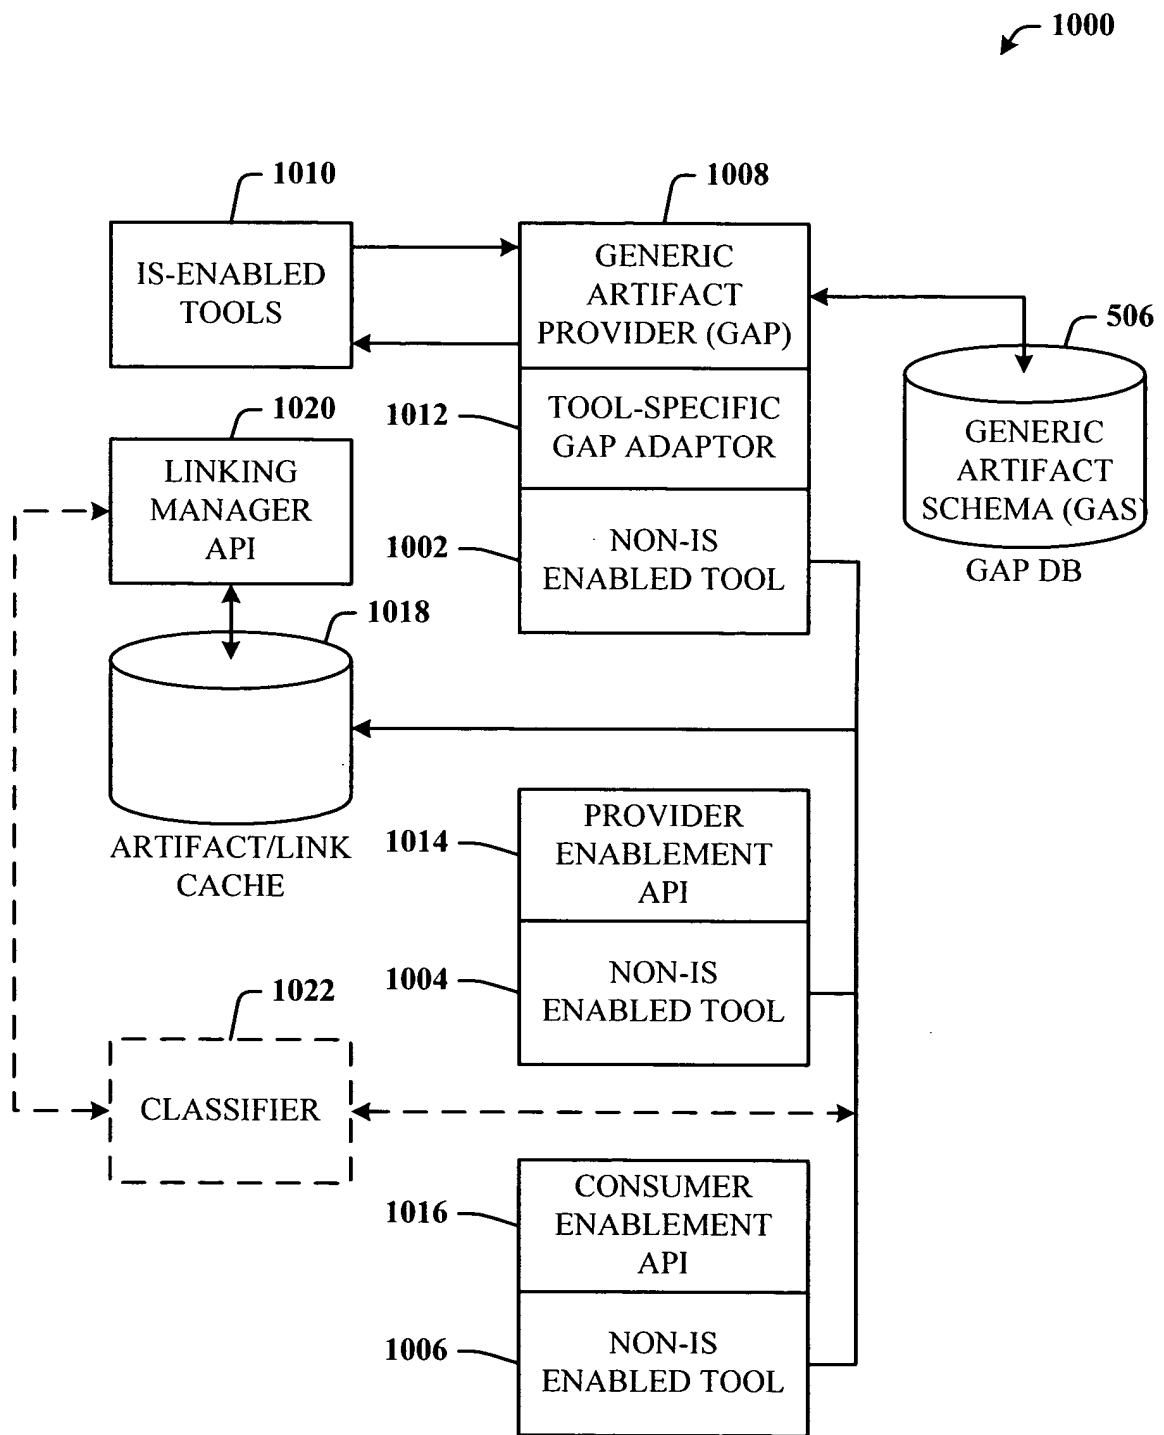 1000
1010
IS-ENABLED
TOOLS
1008
GENERIC
ARTIFACT
PROVIDER (GAP)
506
GENERIC
ARTIFACT
SCHEMA (GAS)
GAP DB
1012
TOOL-SPECIFIC
GAP ADAPTOR
1020
LINKING
MANAGER
API
1002
NON-IS
ENABLED TOOL
1018
ARTIFACT/LINK
CACHE
1014
PROVIDER
ENABLEMENT
API
1004
NON-IS
ENABLED TOOL
1022
CLASSIFIER
1016
CONSUMER
ENABLEMENT
API
1006
NON-IS
ENABLED TOOL